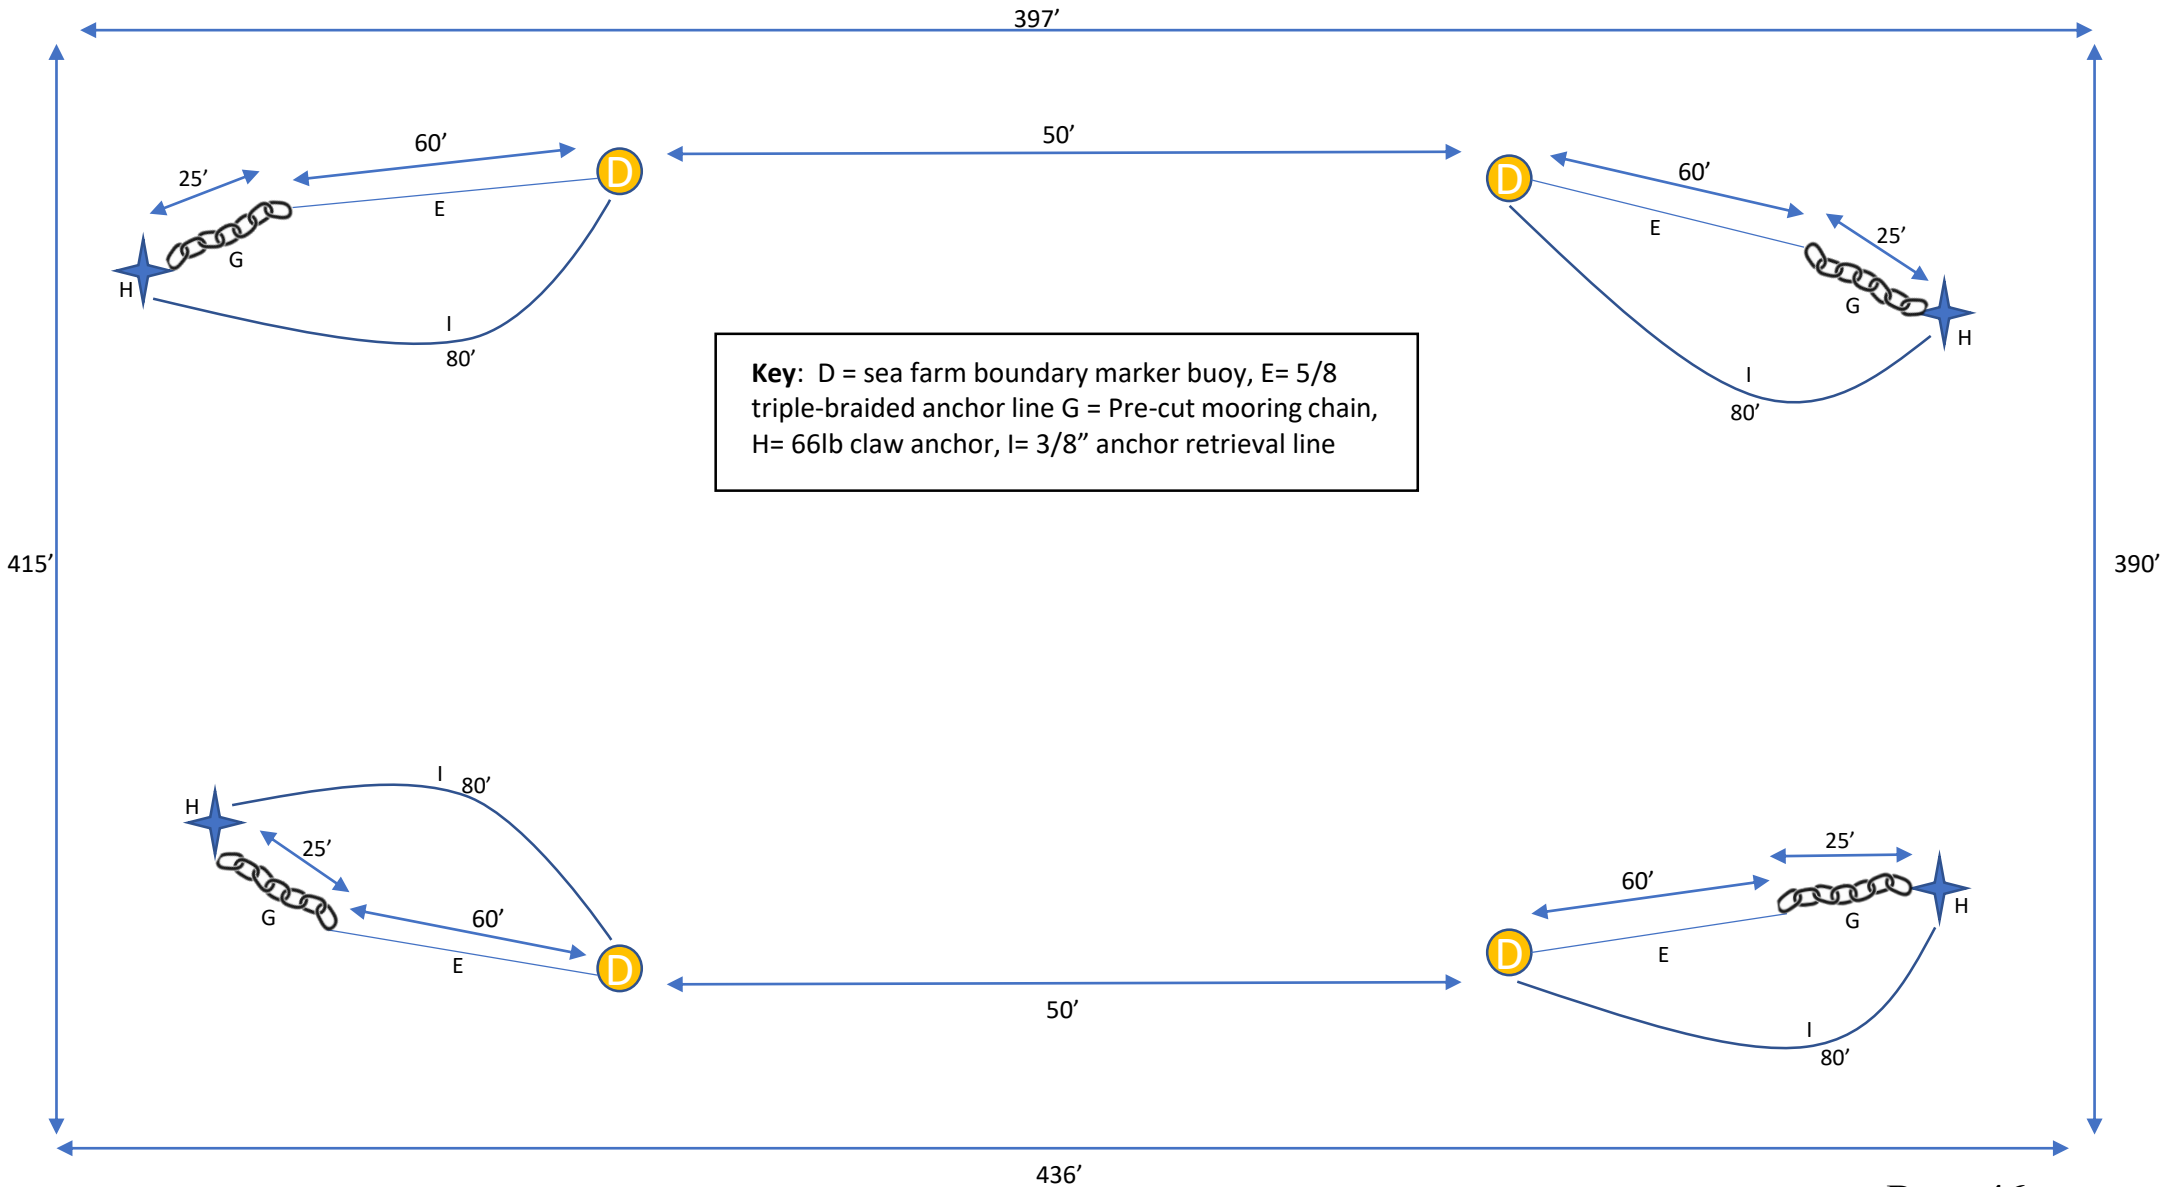 397’
60’
50’
25’
D
D
60’
E
E
25’
G
G
H
H
I
80’
I
80’
Key: D = sea farm boundary marker buoy, E= 5/8
triple-braided anchor line G = Pre-cut mooring chain,
H= 66lb claw anchor, I= 3/8” anchor retrieval line
415’
390’
I
80’
H
25’
25’
60’
G
60’
G
H
E
D
D
E
50’
I
80’
436’